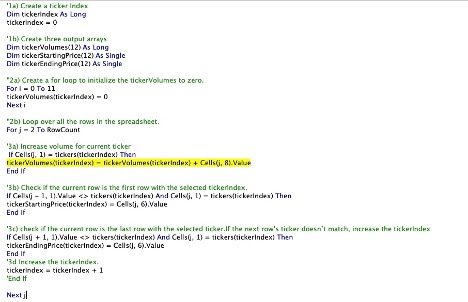 '1a) Create a ticker Index
Dim tickerIndex As Long
tickerIndex = 0
'1b) Create three output arrays
Dim tickerVolumes(12) As Long
Dim tickerStartingPrice(12) As Single
Dim tickerEndingPrice(12) As Single
''2a) Create a for loop to initialize the tickerVolumes to zero.
For i = 0 To 11
tickerVolumes(tickerIndex) = 0
Next i
''2b) Loop over all the rows in the spreadsheet.
For j = 2 To RowCount
'3a) Increase volume for current ticker
If Cells(j, 1) = tickers(tickerIndex) Then
tickerVolumes(tickerIndex) = tickerVolumes(tickerIndex) + Cells(j, 8).Value
End If
'3b) Check if the current row is the first row with the selected tickerIndex.
If Cells(j - 1, 1).Value <> tickers(tickerIndex) And Cells(j, 1) = tickers(tickerIndex) Then
tickerStartingPrice(tickerIndex) = Cells(j, 6).Value
End If
'3c) check if the current row is the last row with the selected ticker.If the next row's ticker doesn't match, increase the tickerIndex
If Cells(j + 1, 1).Value <> tickers(tickerIndex) And Cells(j, 1) = tickers(tickerIndex) Then
tickerEndingPrice(tickerIndex) = Cells(j, 6).Value
End If
'3d Increase the tickerIndex.
tickerIndex = tickerIndex + 1
'End If
Next j